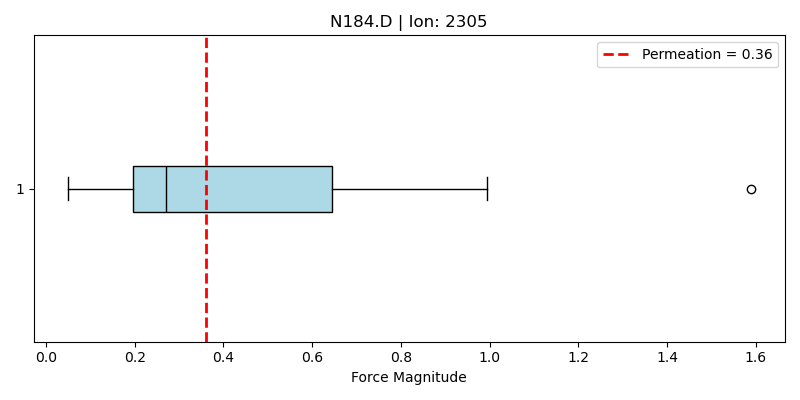 N184.D | Ion: 2305
Permeation = 0.36
1
0.0 0.2 0.4 0.6 0.8 1.0 1.2 1.4 1.6
Force Magnitude